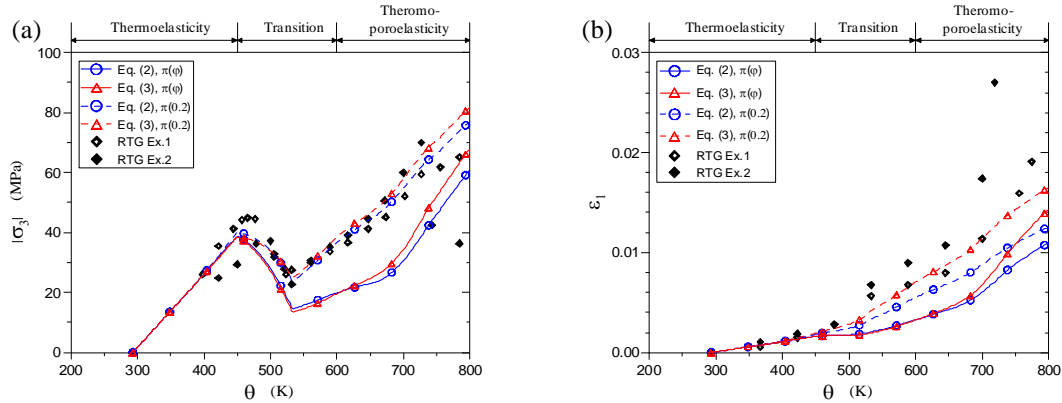 (a)
Thermoelasticity
Transition
Theromo-
poroelasticity
100
80
60
40
20
0
|σ3| (MPa)
Eq. (2), π(φ)
Eq. (3), π(φ)
Eq. (2), π(0.2)
Eq. (3), π(0.2)
RTG Ex.1
RTG Ex.2
200 300 400 500 600 700 800
θ (K)
(b)
Thermoelasticity
Transition
Theromo-
poroelasticity
0.03
0.02
0.01
0.00
ε1
Eq. (2), π(φ)
Eq. (3), π(φ)
Eq. (2), π(0.2)
Eq. (3), π(0.2)
RTG Ex.1
RTG Ex.2
200 300 400 500 600 700 800
θ (K)